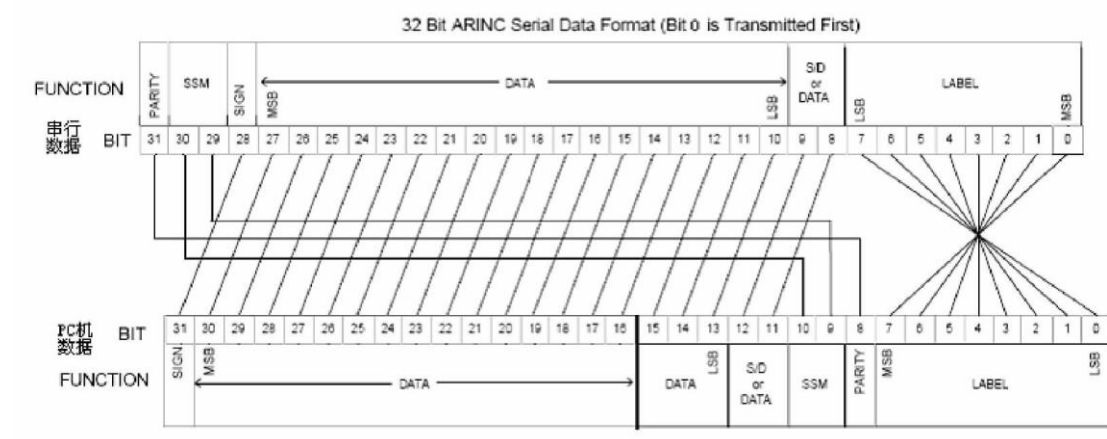 32 Bit ARINC Serial Data Format (Bit 0 is Transmitted First)
FUNCTION PARITY SSM SIGN MSB DATA LSB S/D or DATA LSB LABEL MSB
串行
数据 BIT 31 30 29 28 27 26 25 24 23 22 21 20 19 18 17 16 15 14 13 12 11 10 9 8 7 6 5 4 3 2 1 0
PC机
数据 BIT 31 30 29 28 27 26 25 24 23 22 21 20 19 18 17 16 15 14 13 12 11 10 9 8 7 6 5 4 3 2 1 0
FUNCTION SIGN MSB DATA DATA LSB S/D or DATA SSM PARITY MSB LABEL LSB